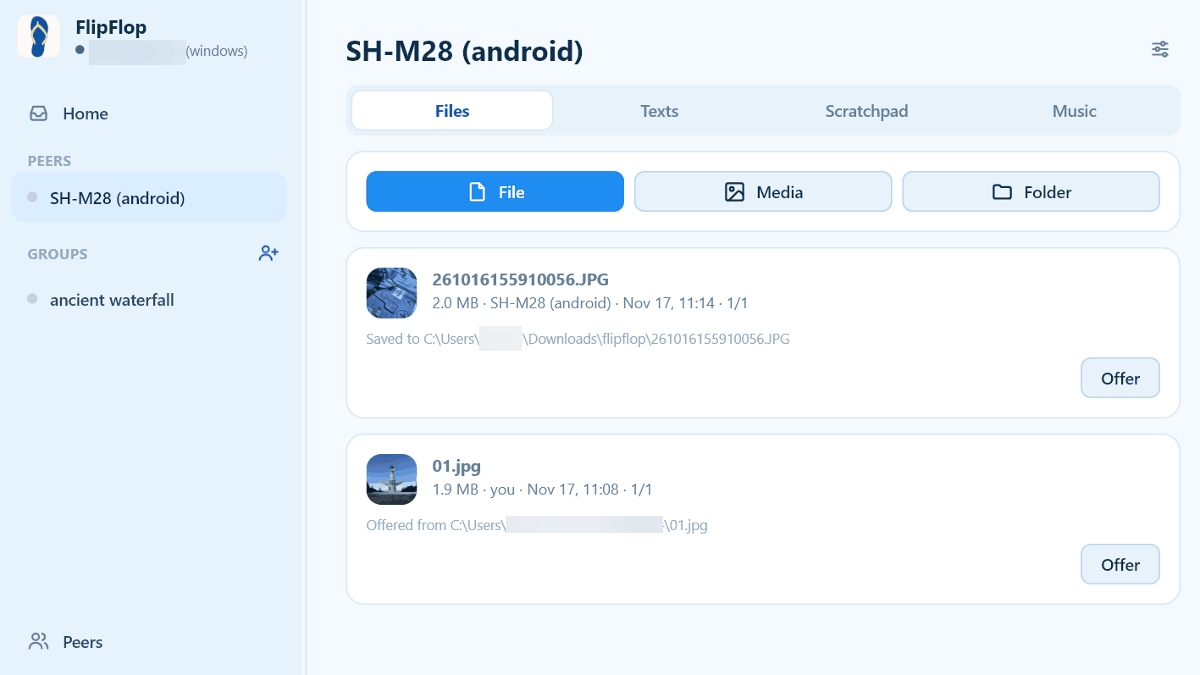 FlipFlop
(windows)
Home
PEERS
SH-M28 (android)
GROUPS
ancient waterfall
Peers
SH-M28 (android)
Files
Texts
Scratchpad
Music
File
Media
Folder
261016155910056.JPG
2.0 MB · SH-M28 (android) · Nov 17, 11:14 · 1/1
Saved to C:\Users\ \Downloads\flipflop\261016155910056.JPG
Offer
01.jpg
1.9 MB · you · Nov 17, 11:08 · 1/1
Offered from C:\Users\ \01.jpg
Offer